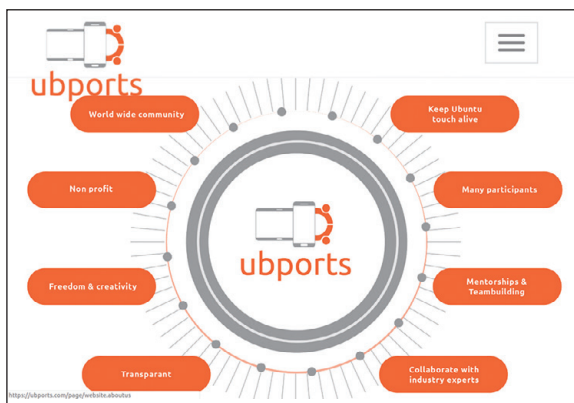 ubports
World wide community
Keep Ubuntu
touch alive
Non profit
Many participants
ubports
Freedom & creativity
Mentorships &
Teambuilding
Transparant
Collaborate with
industry experts
https://ubports.com/page/website.aboutus